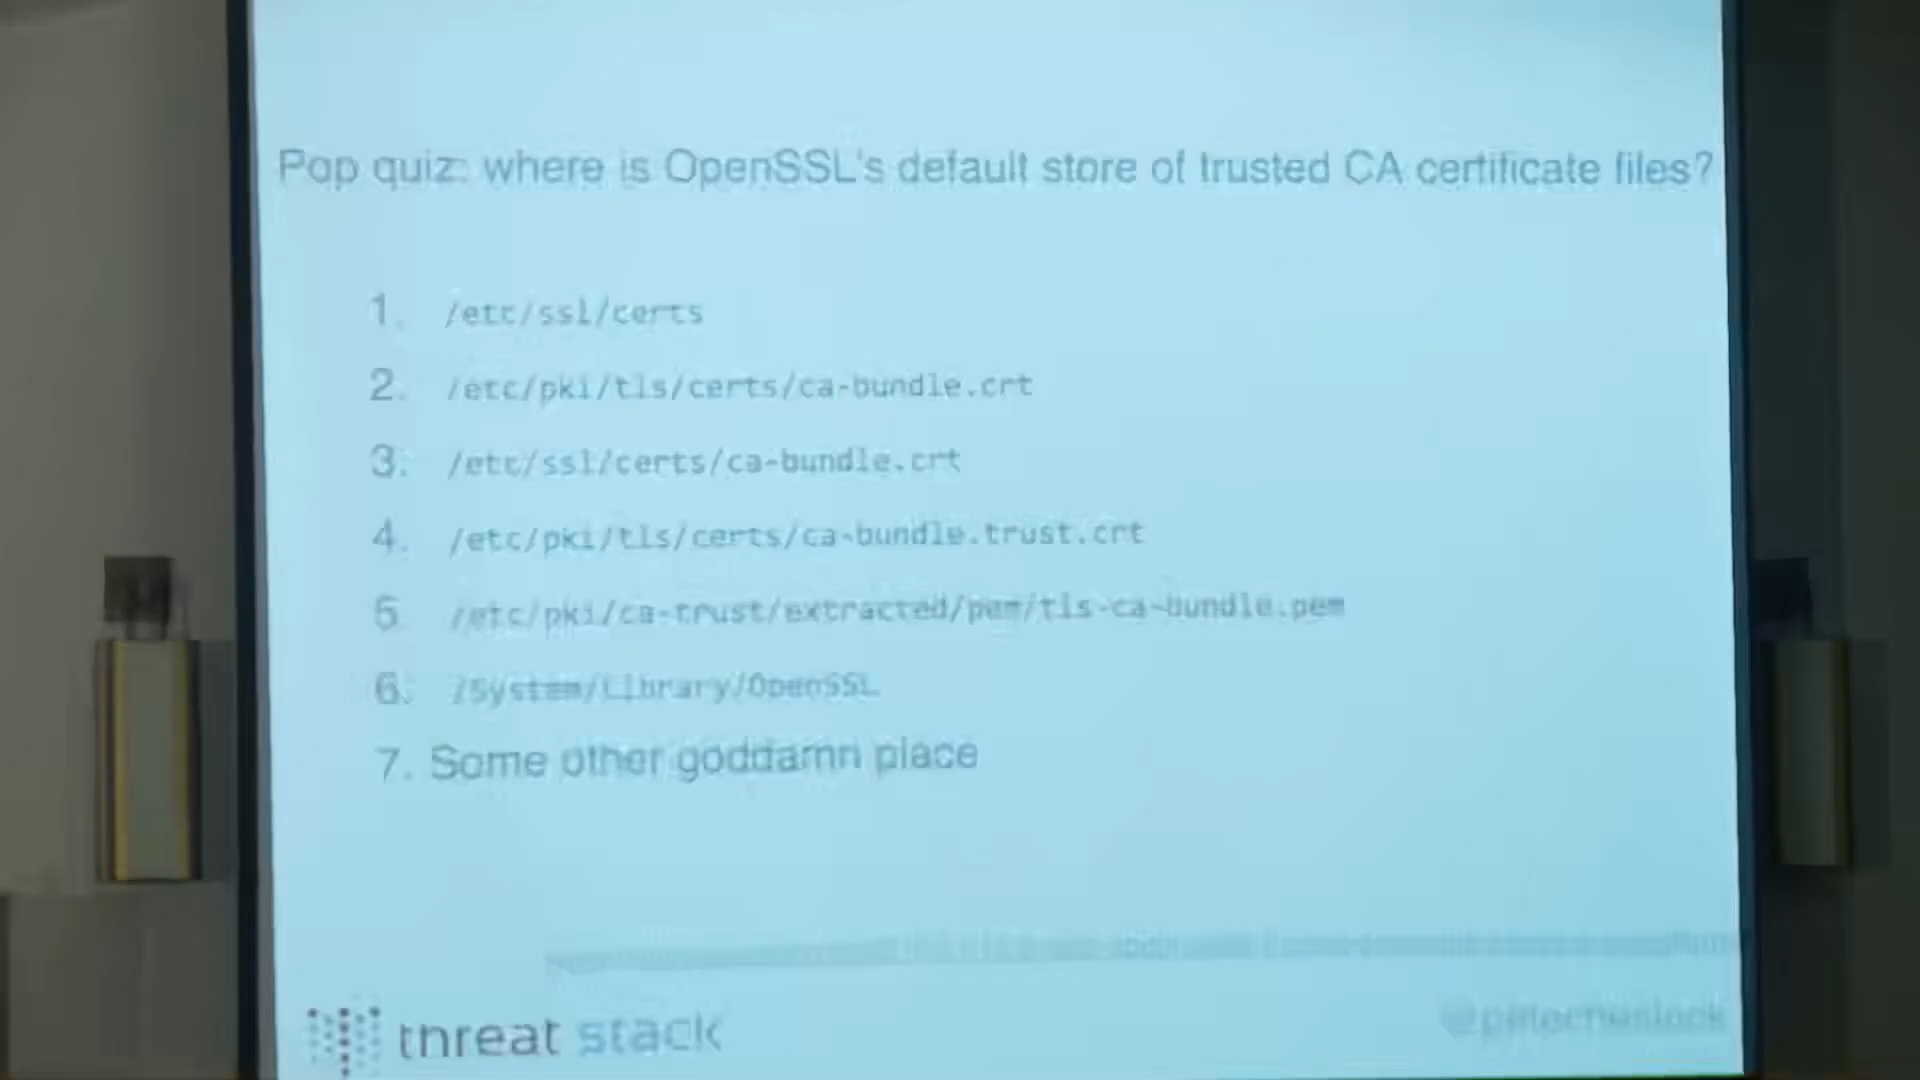 Pop quiz: where is OpenSSL's default store of trusted CA certificate files?
1. /etc/ssl/certs
2. /etc/pki/tls/certs/ca-bundle.crt
3. /etc/ssl/certs/ca-bundle.crt
4. /etc/pki/tls/certs/ca-bundle.trust.crt
5 /etc/pki/ca-trust/extracted/pem/tls-ca-bundle.pem
6. /System/Library/OpenSSL
7. Some other goddamn place
threat stack
@petecheslock